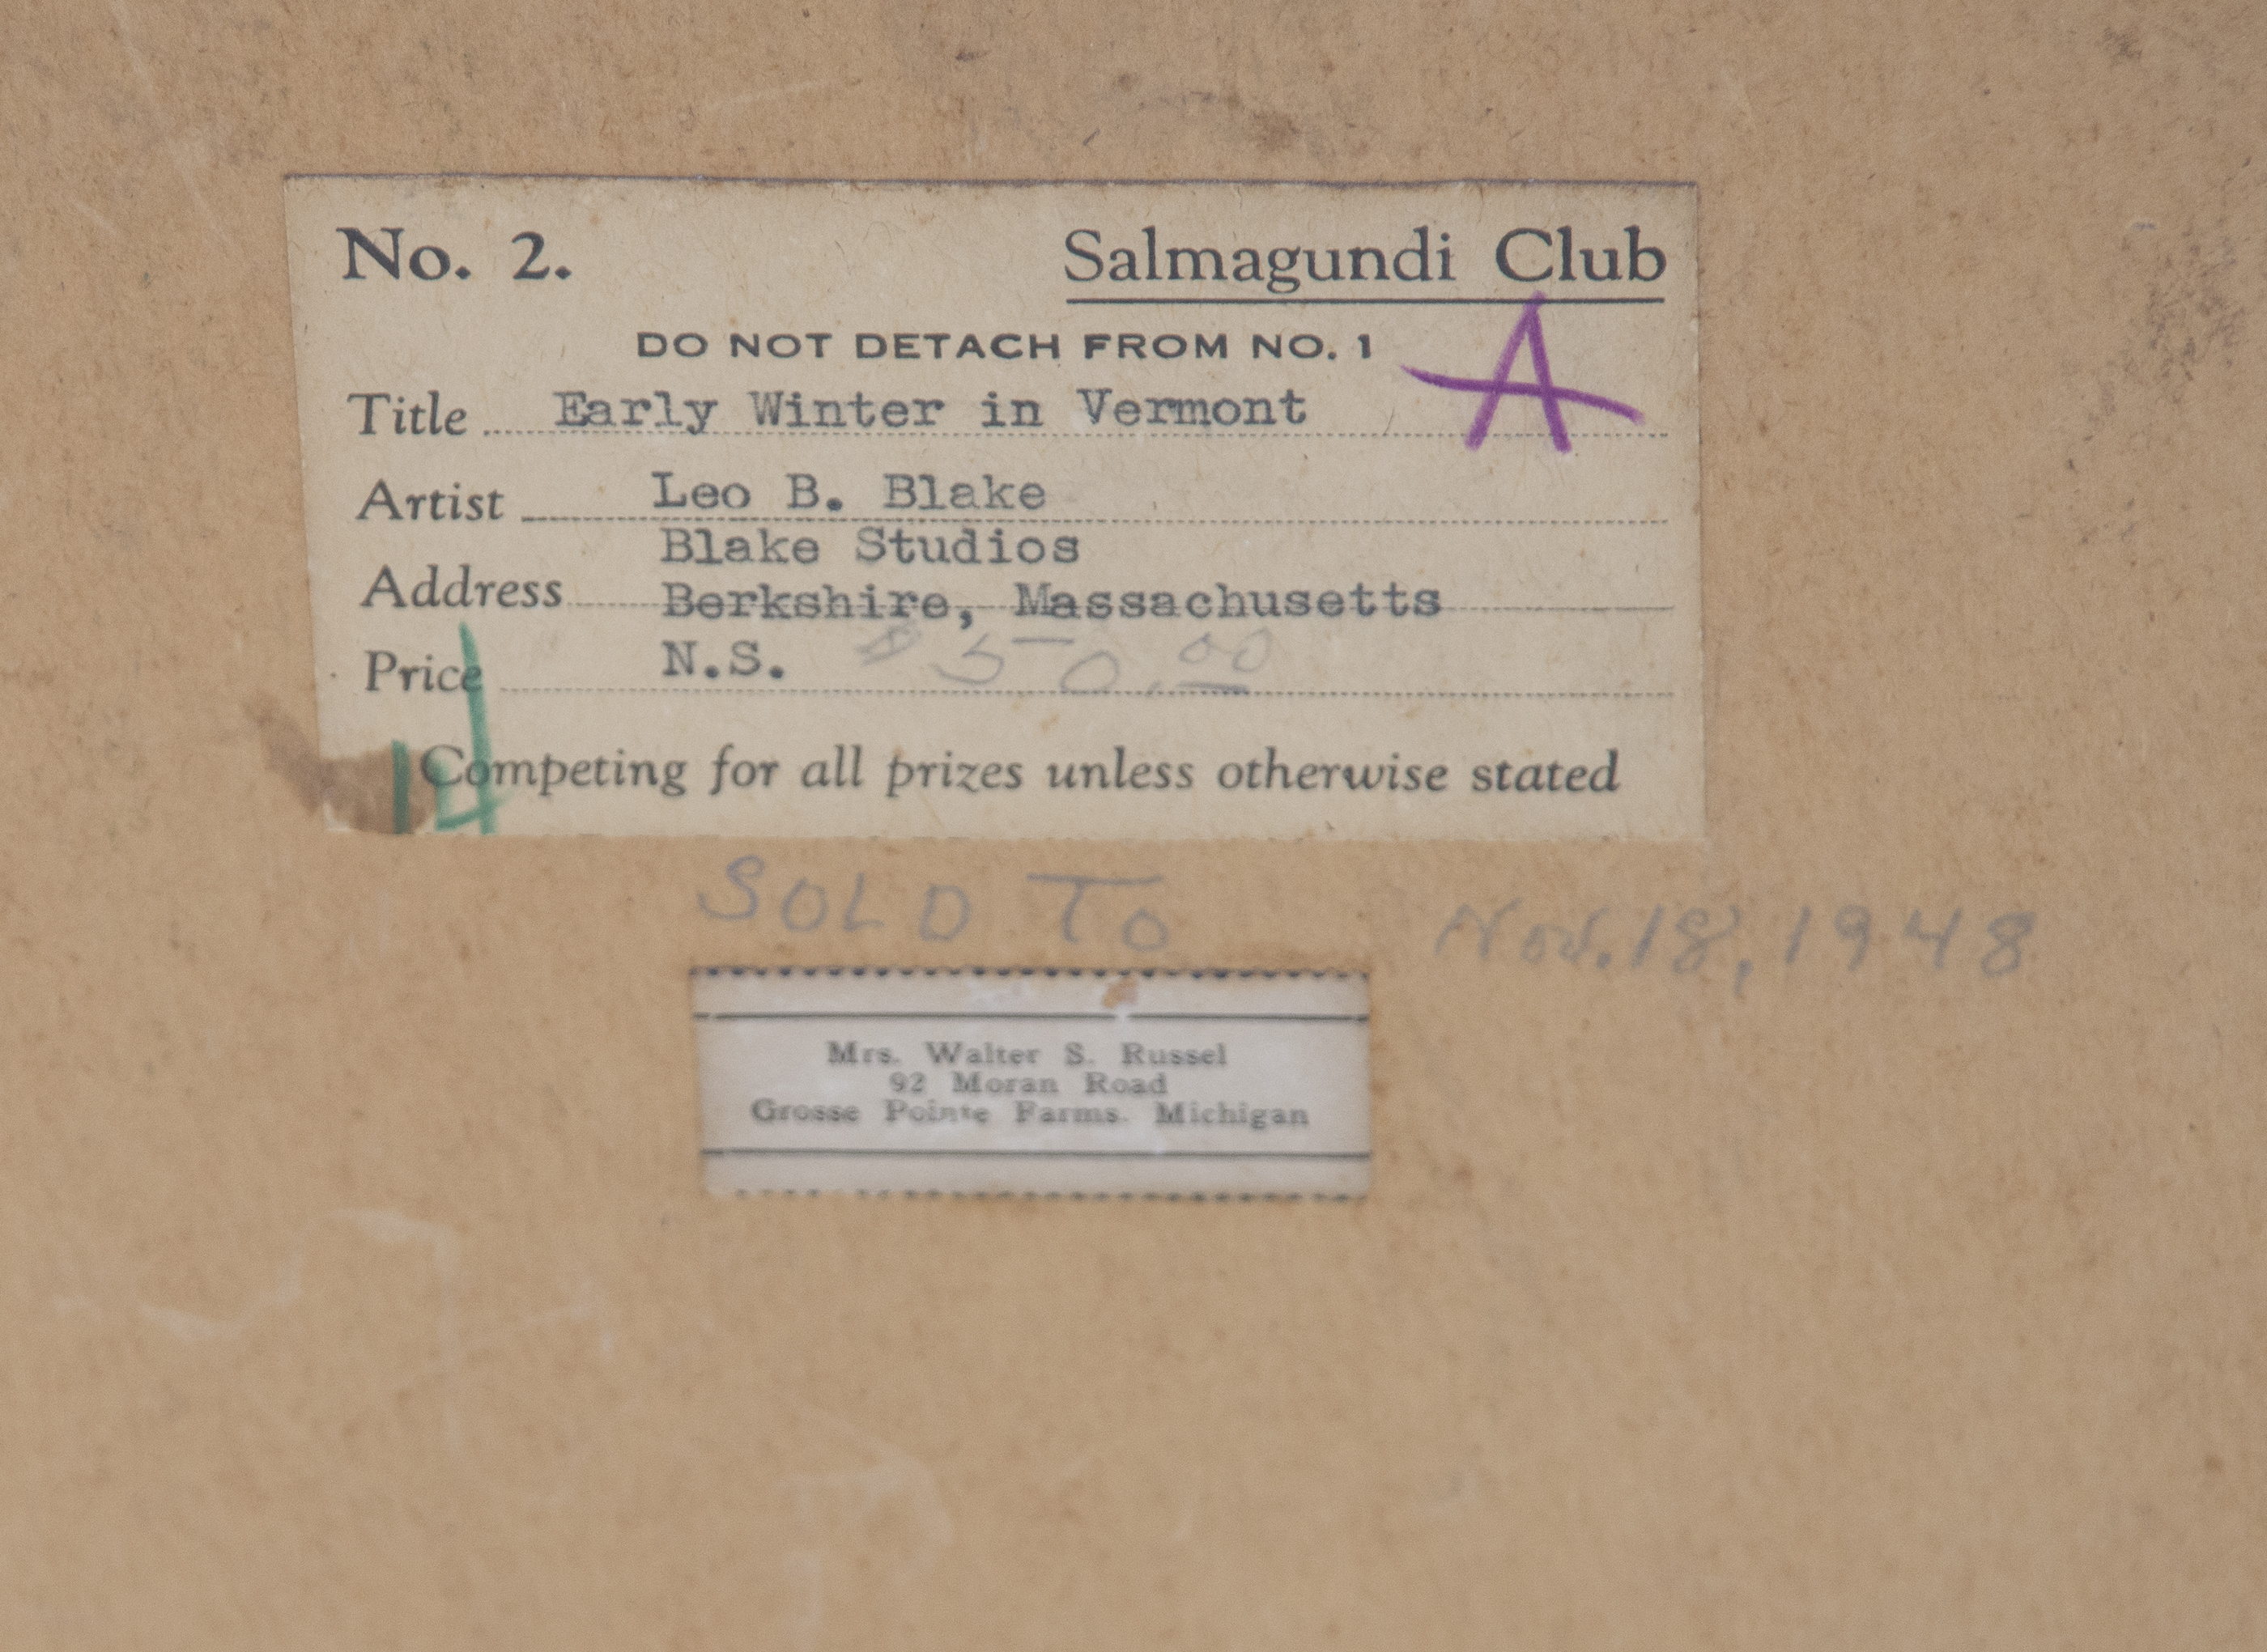 No. 2. Salmagundi Club
DO NOT DETACH FROM NO. 1
A
Title Early Winter in Vermont
Artist Leo B. Blake
Blake Studios
Address Berkshire, Massachusetts
Price N.S. $50.00
14
Competing for all prizes unless otherwise stated
SOLD To Nov. 18, 1948
Mrs. Walter S. Russel
92 Moran Road
Grosse Pointe Farms. Michigan